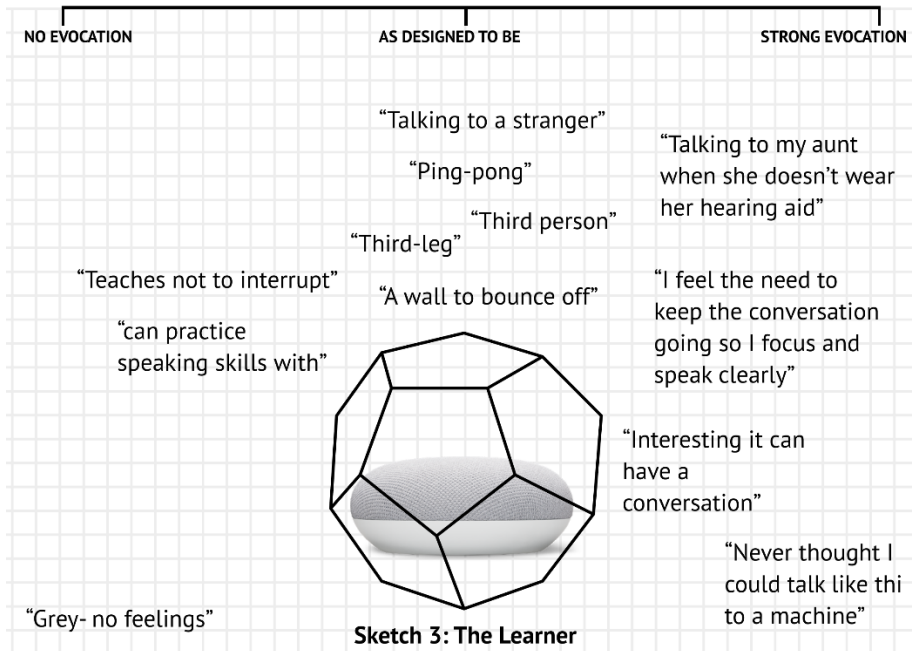 NO EVOCATION
AS DESIGNED TO BE
STRONG EVOCATION
“Talking to a stranger”
“Talking to my aunt
when she doesn’t wear
her hearing aid”
“Ping-pong”
“Third person”
“Third-leg”
“Teaches not to interrupt”
“A wall to bounce off”
“I feel the need to
keep the conversation
going so I focus and
speak clearly”
“can practice
speaking skills with”
“Interesting it can
have a
conversation”
“Never thought I
could talk like thi
to a machine”
“Grey- no feelings”
Sketch 3: The Learner